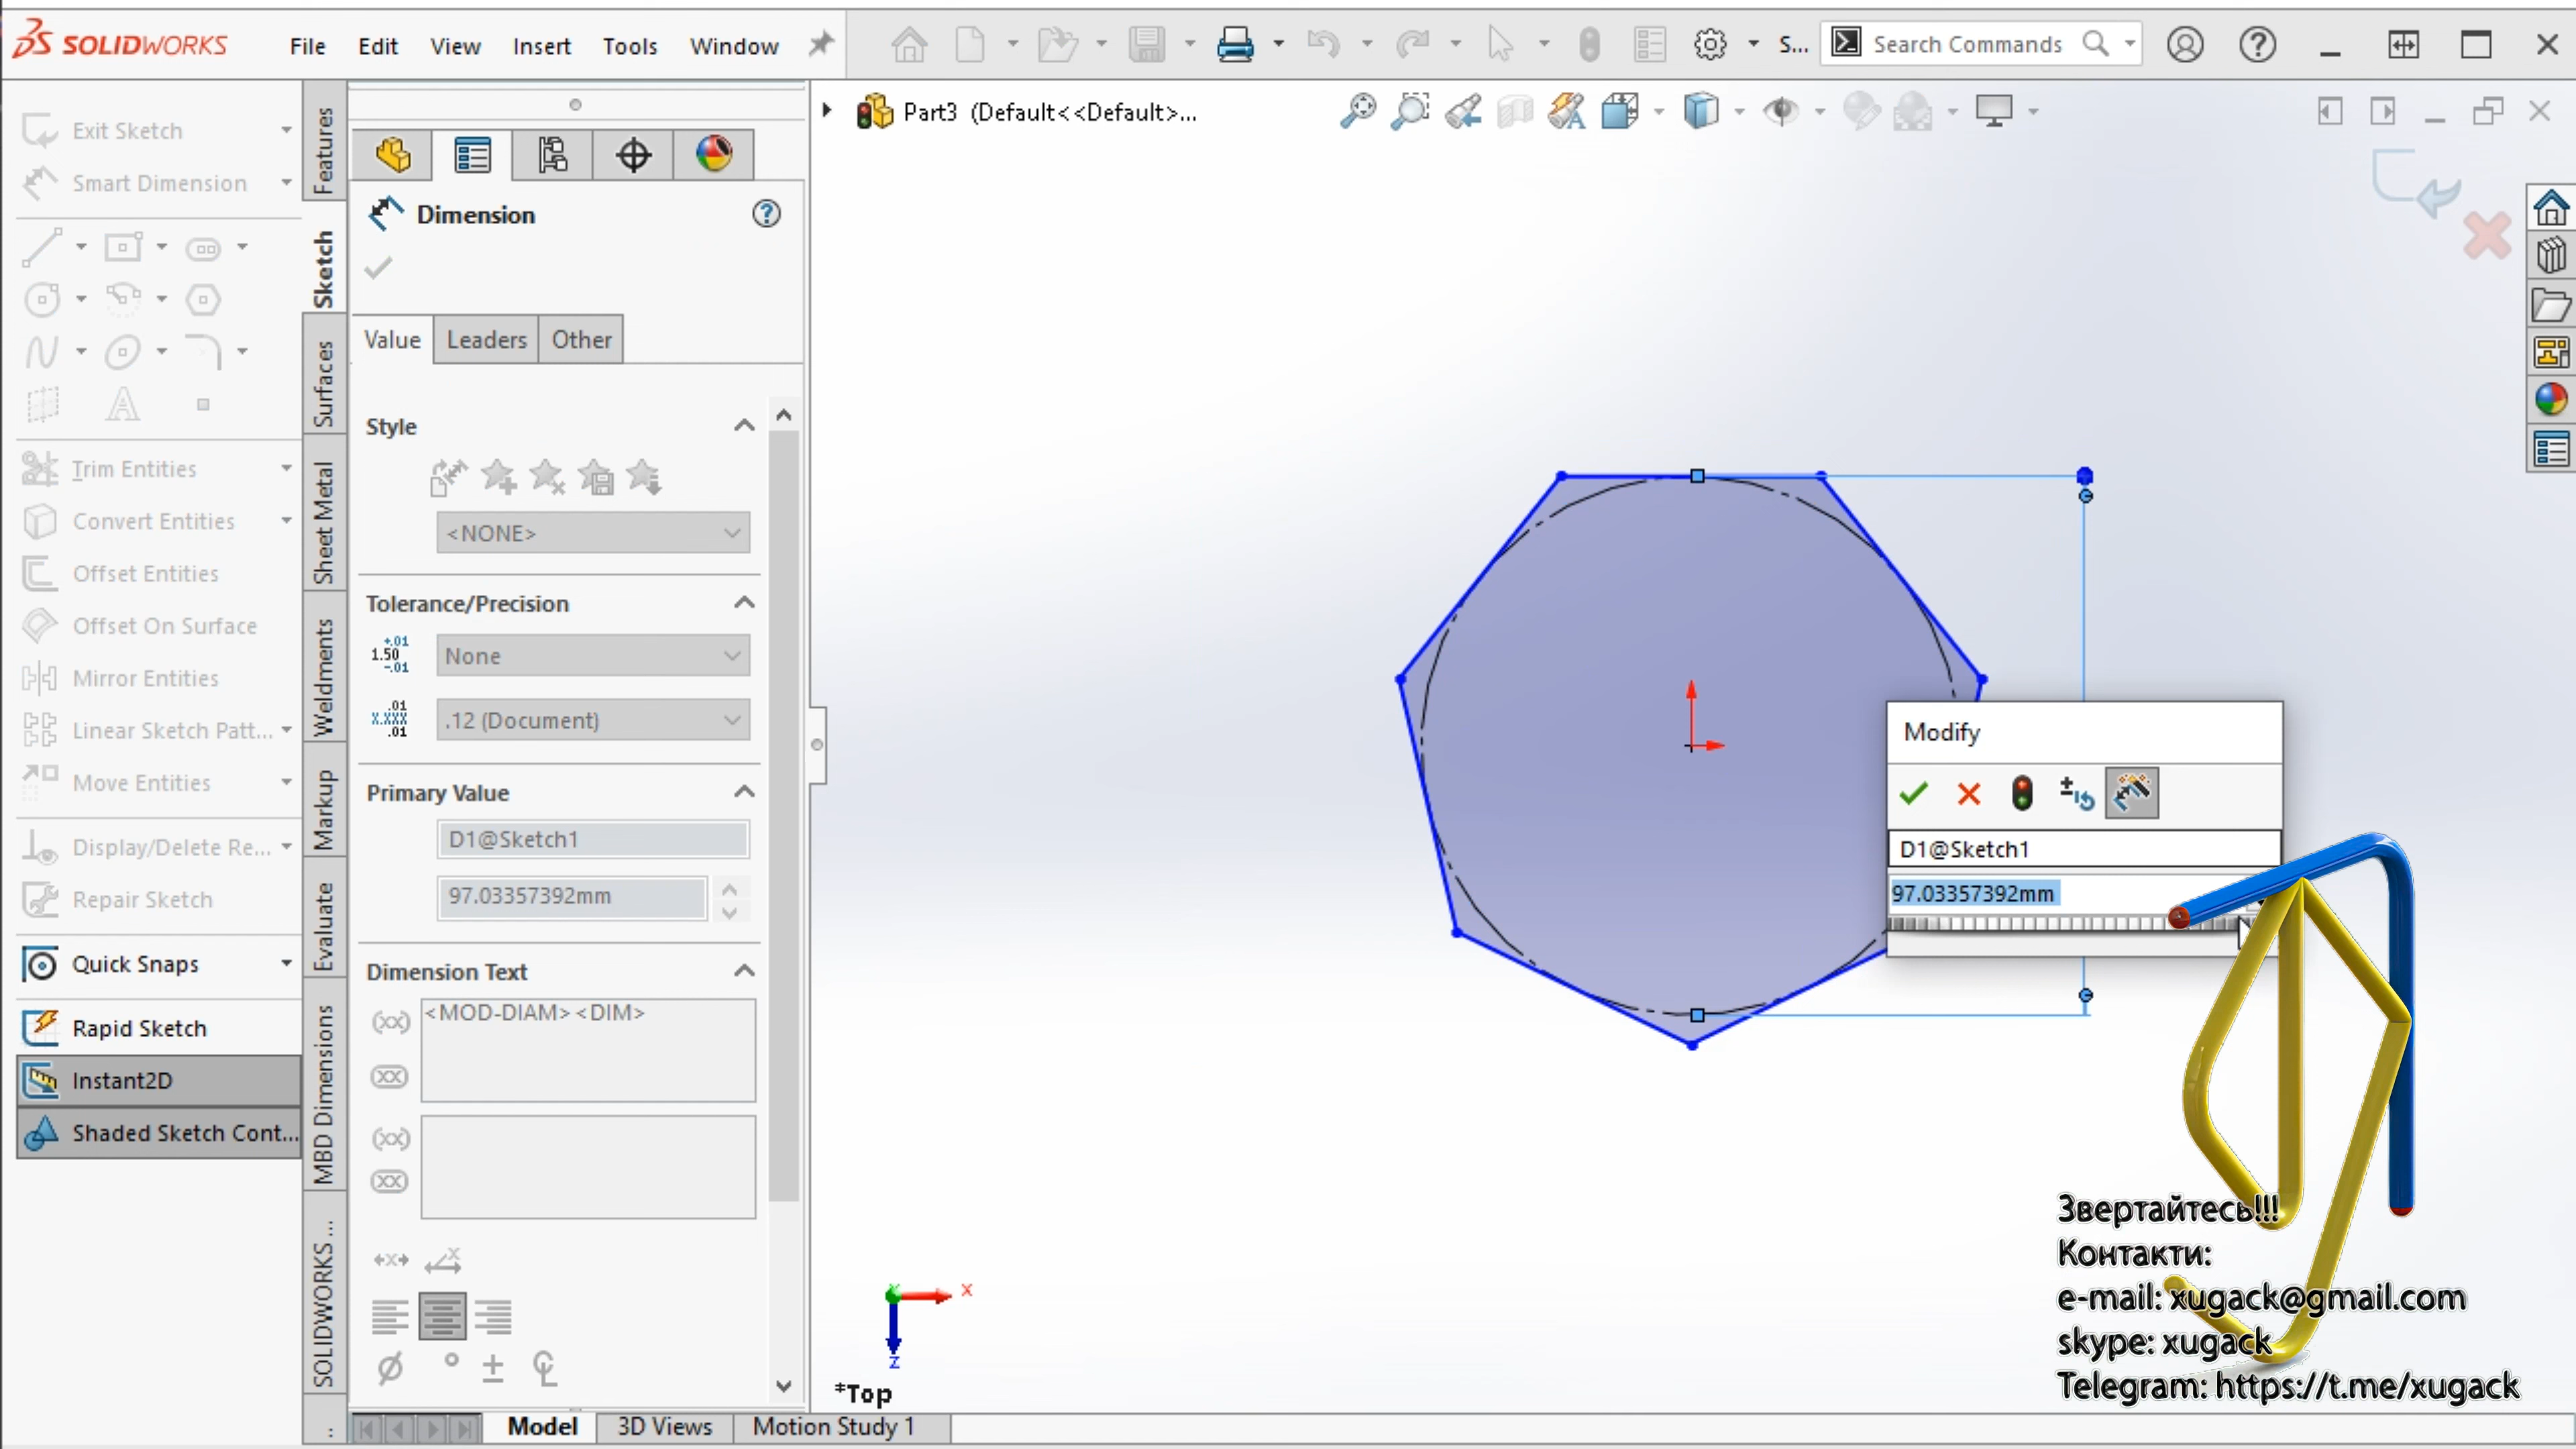 SOLIDWORKS
File
Edit
View
Insert
Tools
Window
S...
Search Commands
Exit Sketch
Smart Dimension
Trim Entities
Convert Entities
Offset Entities
Offset On Surface
Mirror Entities
Linear Sketch Patt...
Move Entities
Display/Delete Re...
Repair Sketch
Quick Snaps
Rapid Sketch
Instant2D
Shaded Sketch Cont...
Features
Sketch
Surfaces
Sheet Metal
Weldments
Markup
Evaluate
MBD Dimensions
SOLIDWORKS ...
Dimension
Value
Leaders
Other
Style
<NONE>
Tolerance/Precision
None
.12 (Document)
Primary Value
D1@Sketch1
97.03357392mm
Dimension Text
<MOD-DIAM><DIM>
Part3 (Default<<Default>...
Modify
D1@Sketch1
97.03357392mm
X
Z
*Top
Звертайтесь!!!
Контакти:
e-mail: xugack@gmail.com
skype: xugack
Telegram: https://t.me/xugack
Model
3D Views
Motion Study 1